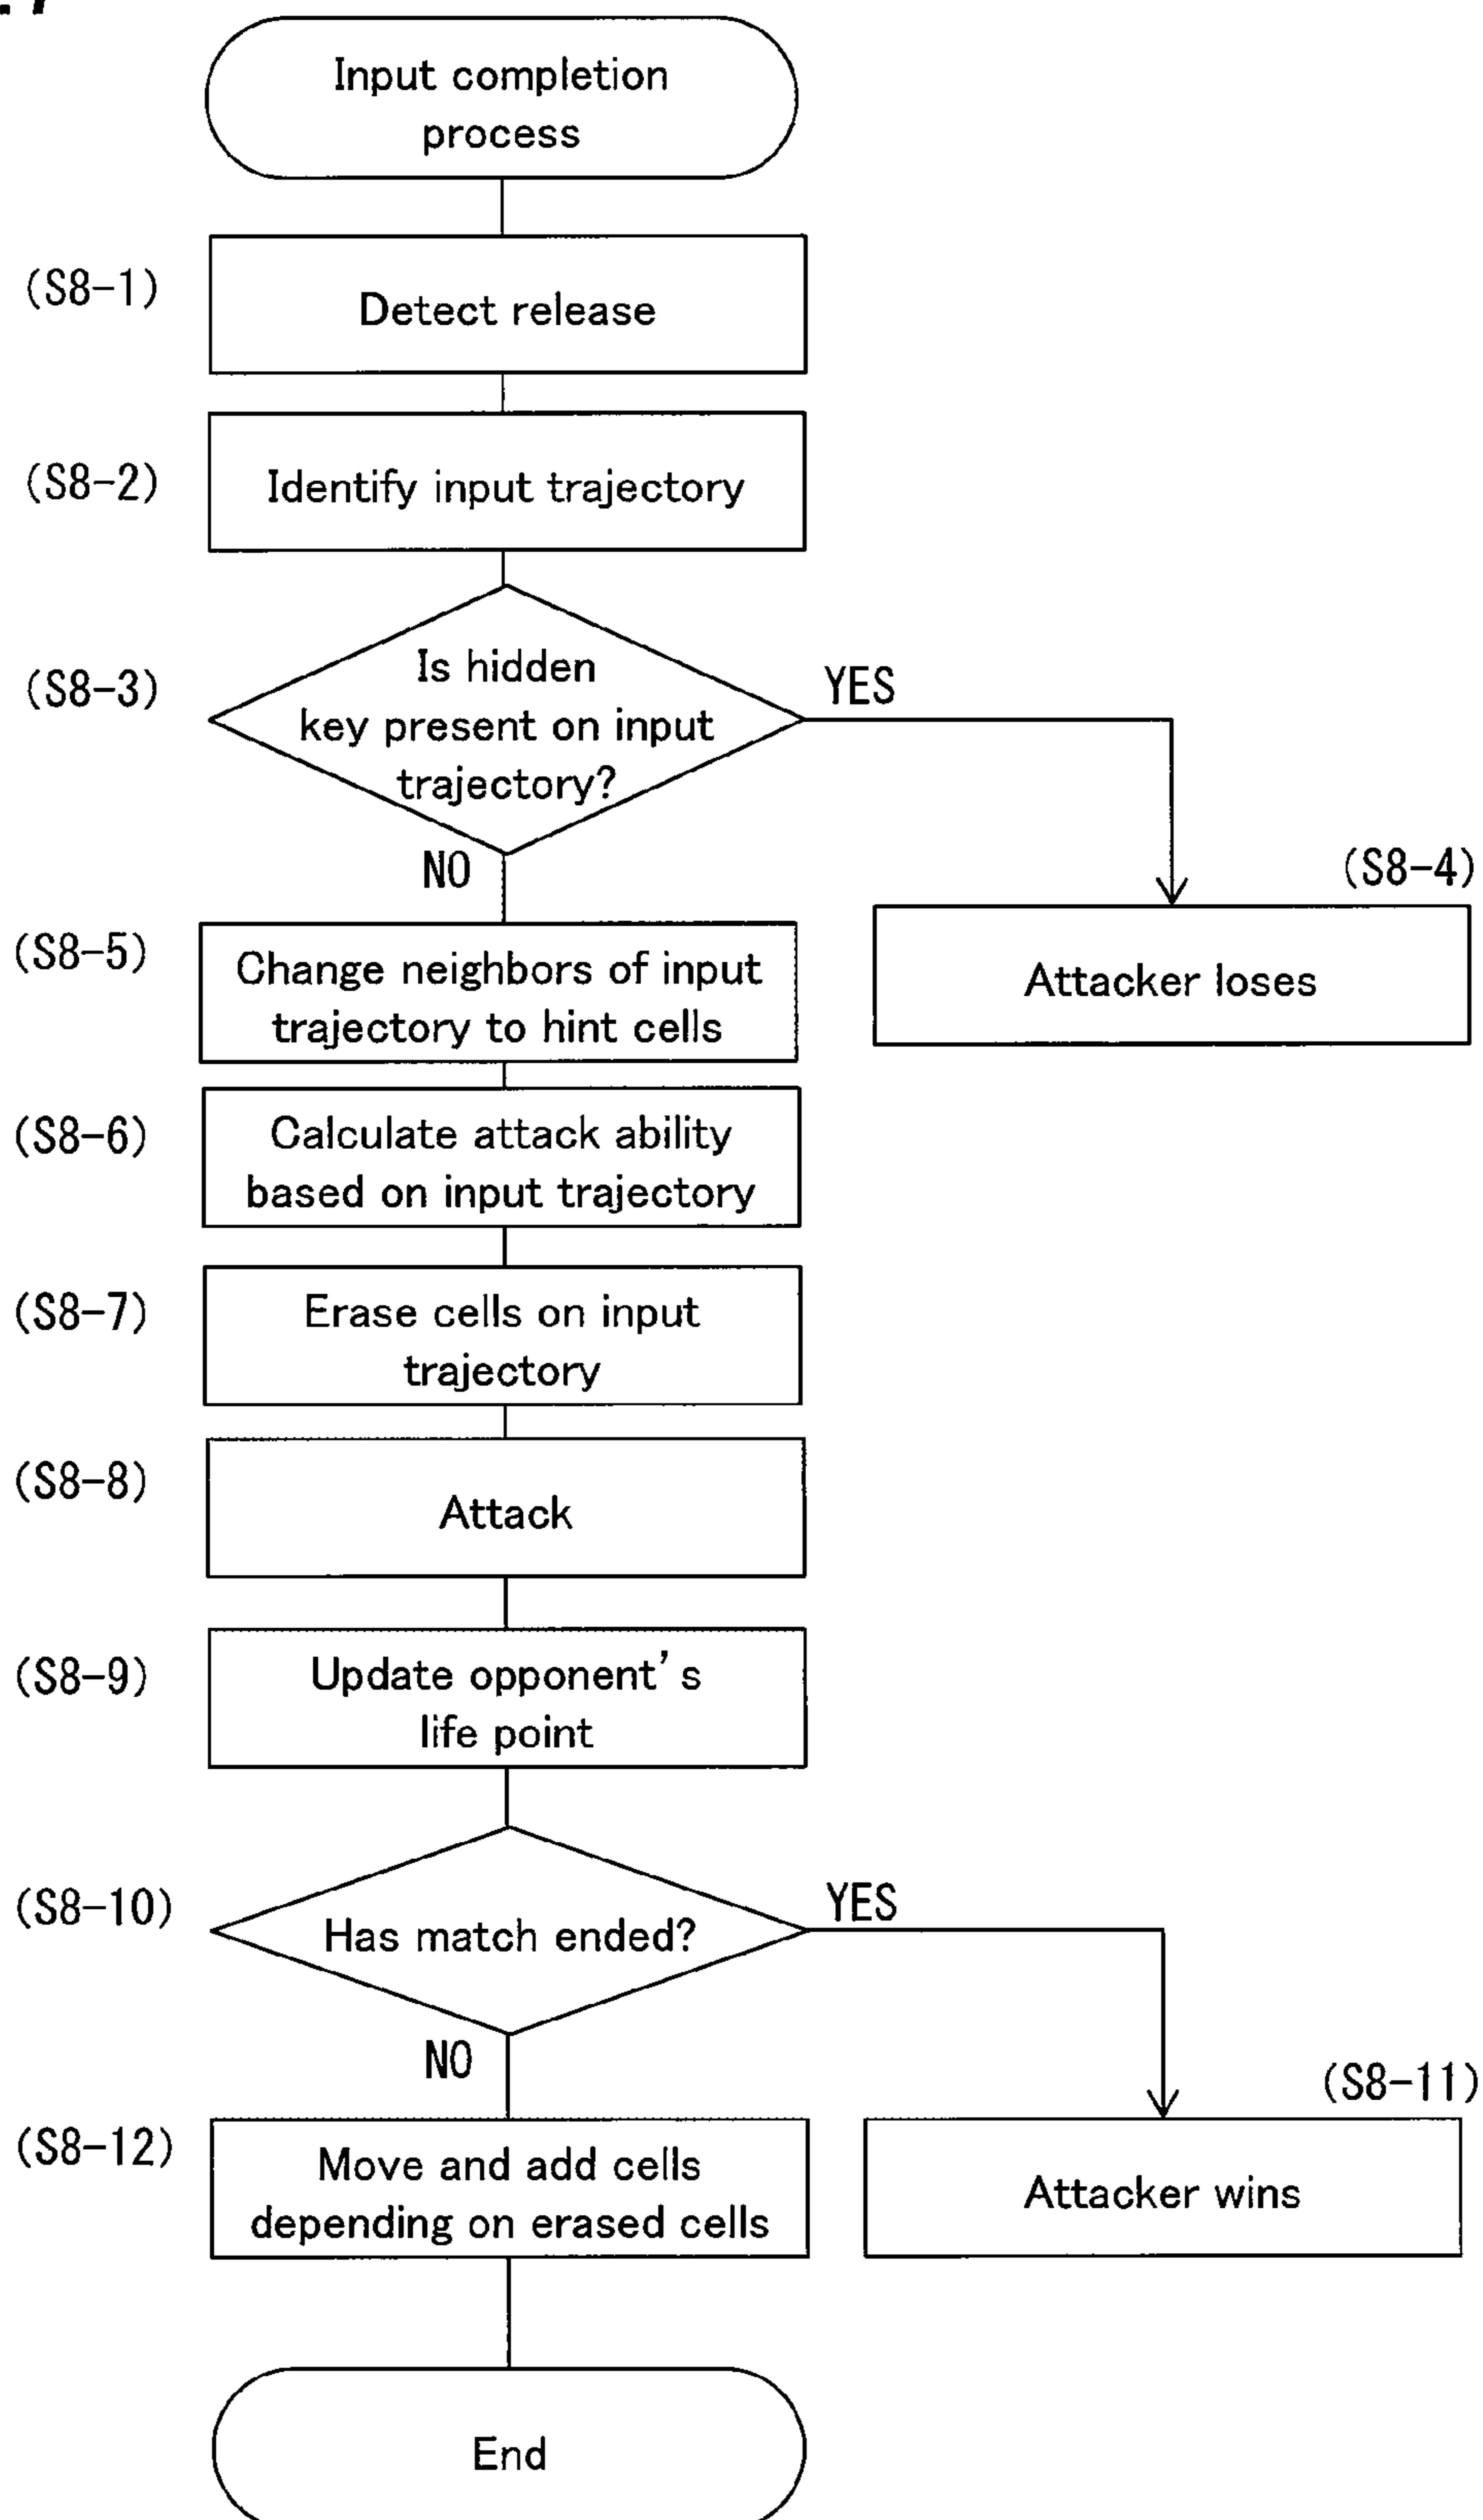 Input completion
process
(S8-1)
Detect release
(S8-2)
Identify input trajectory
(S8-3)
Is hidden
key present on input
trajectory?
YES
NO
(S8-4)
Attacker loses
(S8-5)
Change neighbors of input
trajectory to hint cells
(S8-6)
Calculate attack ability
based on input trajectory
(S8-7)
Erase cells on input
trajectory
(S8-8)
Attack
(S8-9)
Update opponent's
life point
(S8-10)
Has match ended?
YES
NO
(S8-11)
Attacker wins
(S8-12)
Move and add cells
depending on erased cells
End